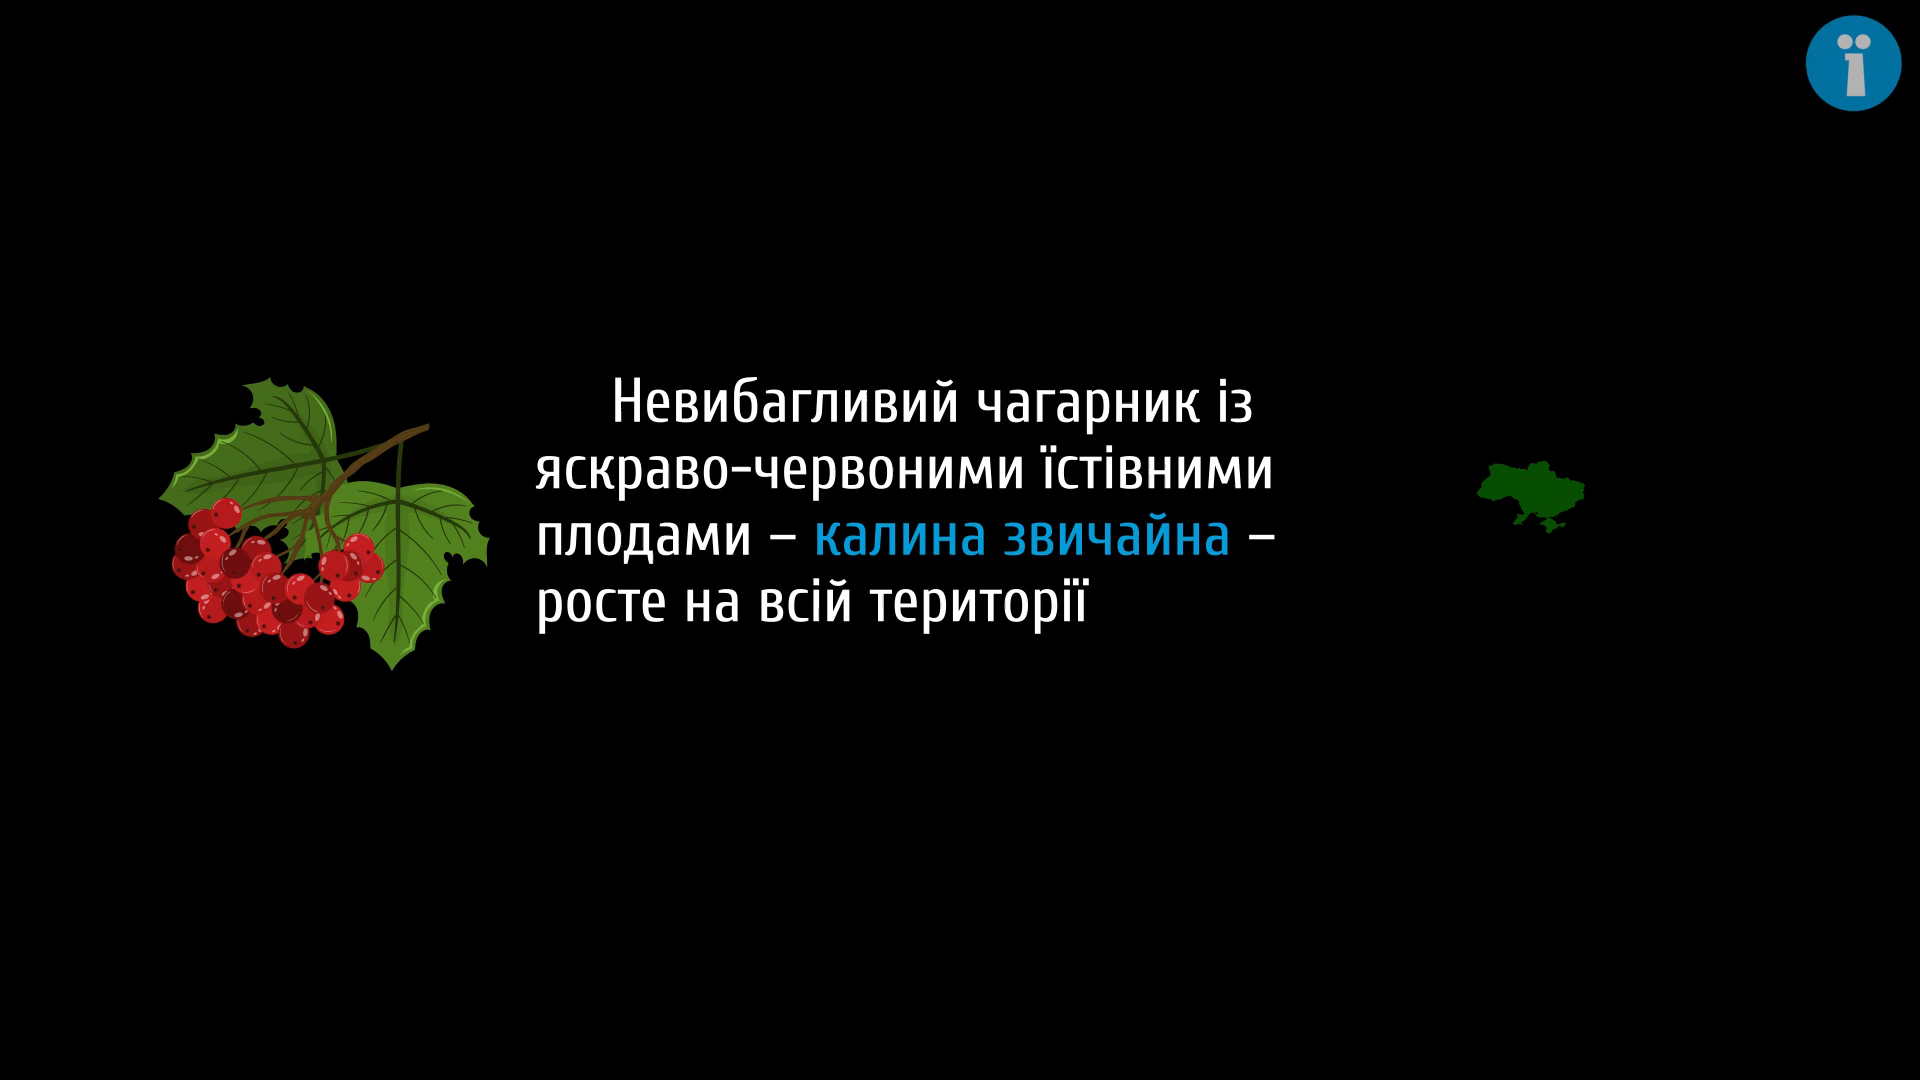 ї
Невибагливий чагарник із
яскраво-червоними їстівними
плодами – калина звичайна –
росте на всій території